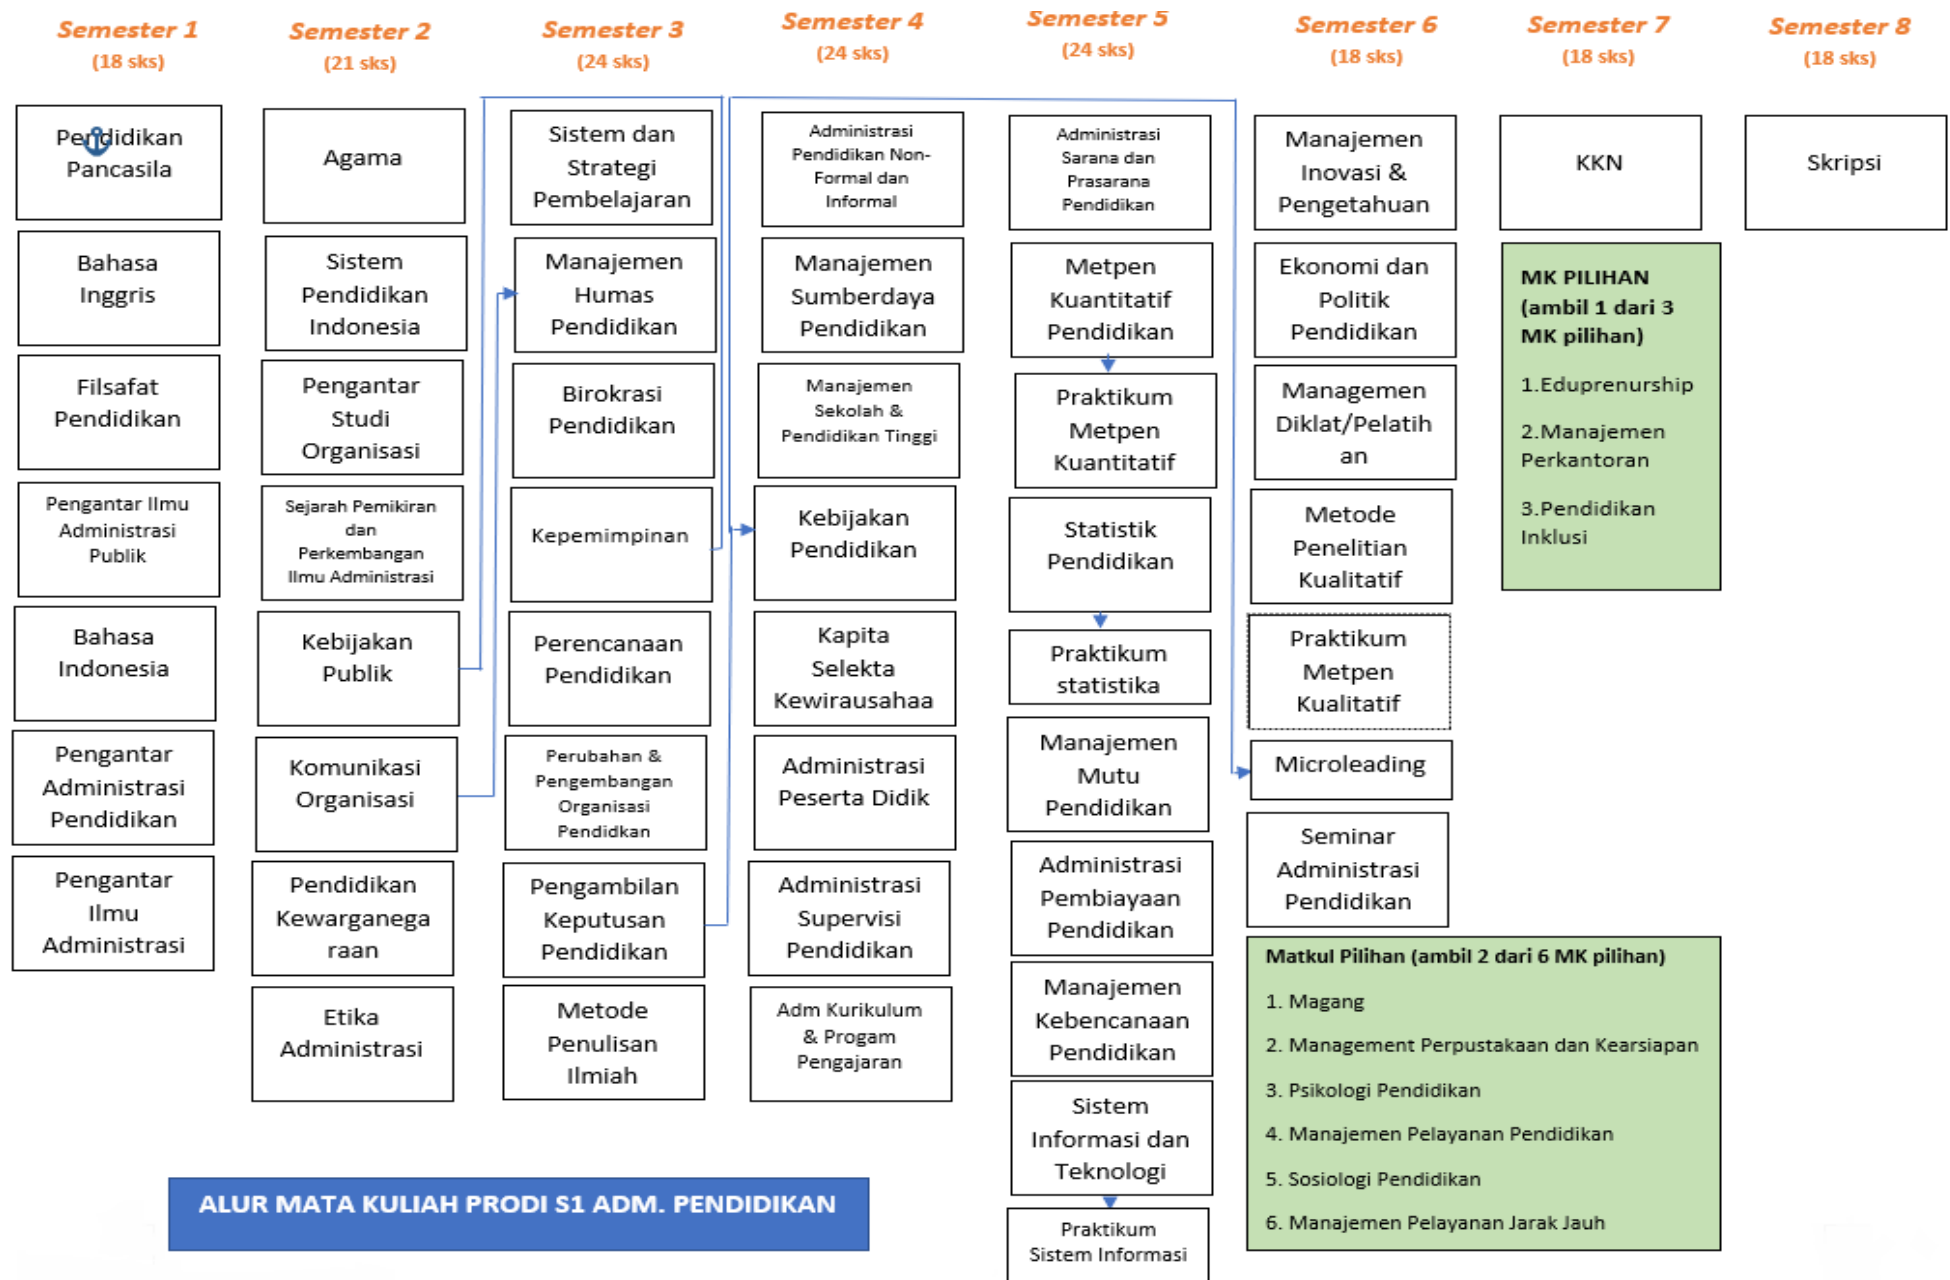 Semester 1
(18 sks)
Pendidikan
Pancasila
Bahasa
Inggris
Filsafat
Pendidikan
Pengantar Ilmu
Administrasi
Publik
Bahasa
Indonesia
Pengantar
Administrasi
Pendidikan
Pengantar
Ilmu
Administrasi
Semester 2
(21 sks)
Agama
Sistem
Pendidikan
Indonesia
Pengantar
Studi
Organisasi
Sejarah Pemikiran
dan
Perkembangan
Ilmu Administrasi
Kebijakan
Publik
Komunikasi
Organisasi
Pendidikan
Kewarganega
raan
Etika
Administrasi
Semester 3
(24 sks)
Sistem dan
Strategi
Pembelajaran
Manajemen
Humas
Pendidikan
Birokrasi
Pendidikan
Kepemimpinan
Perencanaan
Pendidikan
Perubahan &
Pengembangan
Organisasi
Pendidkan
Pengambilan
Keputusan
Pendidikan
Metode
Penulisan
Ilmiah
Semester 4
(24 sks)
Administrasi
Pendidikan Non-
Formal dan
Informal
Manajemen
Sumberdaya
Pendidikan
Manajemen
Sekolah &
Pendidikan Tinggi
Kebijakan
Pendidikan
Kapita
Selekta
Kewirausahaa
Administrasi
Peserta Didik
Administrasi
Supervisi
Pendidikan
Adm Kurikulum
& Progam
Pengajaran
Semester 5
(24 sks)
Administrasi
Sarana dan
Prasarana
Pendidikan
Metpen
Kuantitatif
Pendidikan
Praktikum
Metpen
Kuantitatif
Statistik
Pendidikan
Praktikum
statistika
Manajemen
Mutu
Pendidikan
Administrasi
Pembiayaan
Pendidikan
Manajemen
Kebencanaan
Pendidikan
Sistem
Informasi dan
Teknologi
Praktikum
Sistem Informasi
Semester 6
(18 sks)
Manajemen
Inovasi &
Pengetahuan
Ekonomi dan
Politik
Pendidikan
Managemen
Diklat/Pelatih
an
Metode
Penelitian
Kualitatif
Praktikum
Metpen
Kualitatif
Microleading
Seminar
Administrasi
Pendidikan
Matkul Pilihan (ambil 2 dari 6 MK pilihan)
1. Magang
2. Management Perpustakaan dan Kearsiapan
3. Psikologi Pendidikan
4. Manajemen Pelayanan Pendidikan
5. Sosiologi Pendidikan
6. Manajemen Pelayanan Jarak Jauh
Semester 7
(18 sks)
KKN
MK PILIHAN
(ambil 1 dari 3
MK pilihan)
1.Eduprenurship
2.Manajemen
Perkantoran
3.Pendidikan
Inklusi
Semester 8
(18 sks)
Skripsi
ALUR MATA KULIAH PRODI S1 ADM. PENDIDIKAN